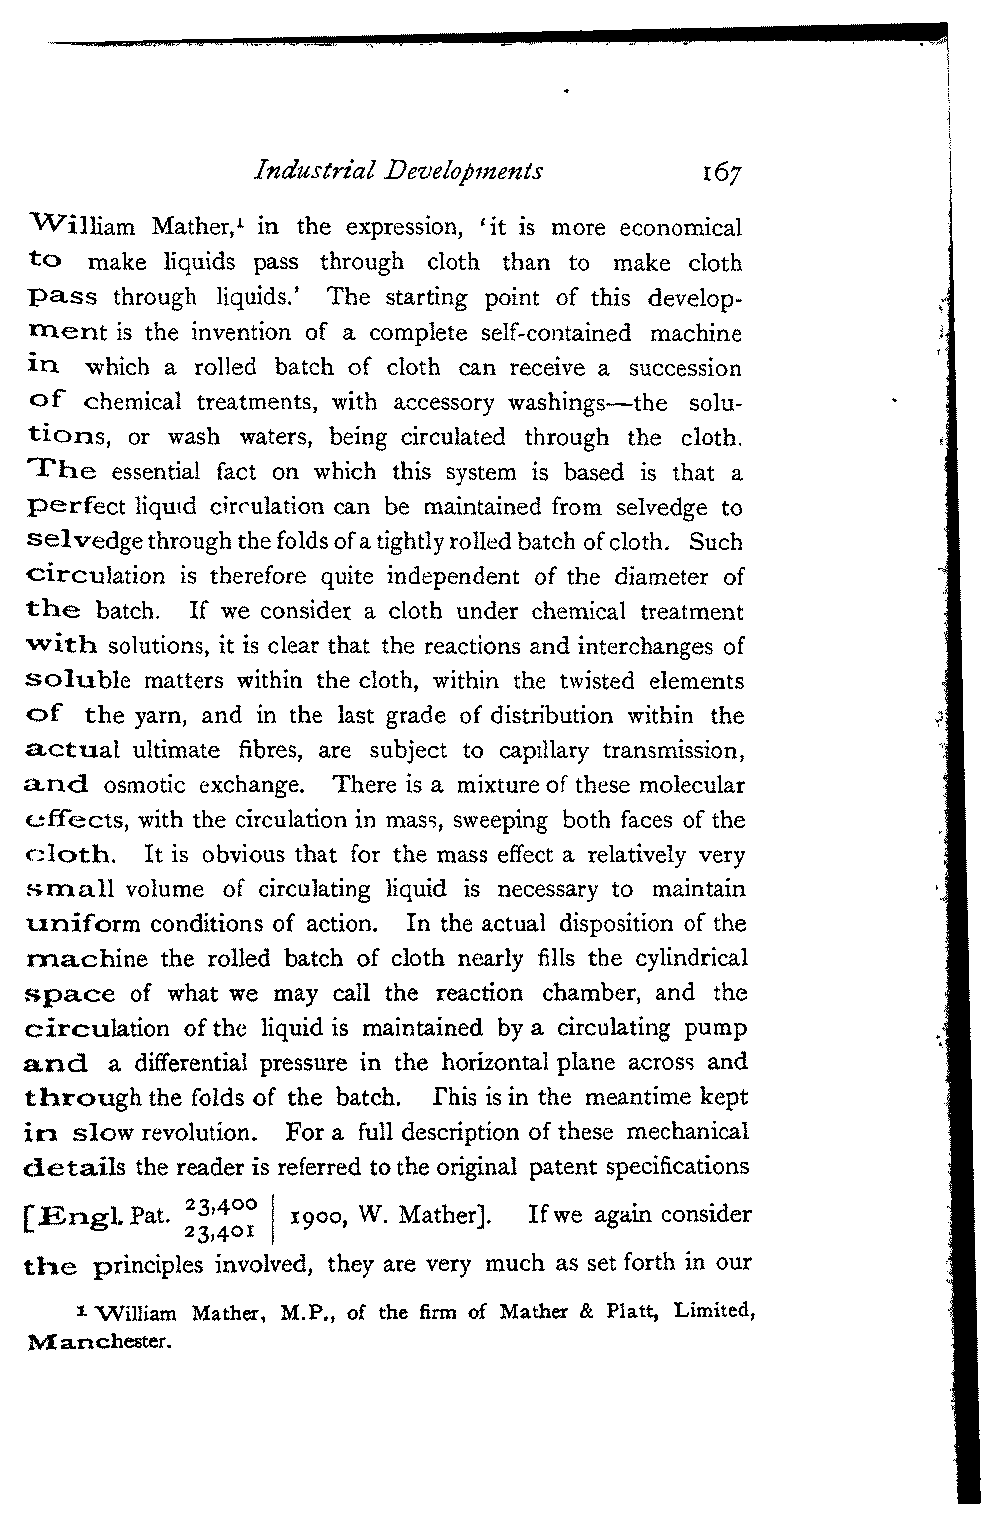 Industrial Developments 167
William Mather,¹ in the expression, ‘it is more economical
to make liquids pass through cloth than to make cloth
pass through liquids.’ The starting point of this develop-
ment is the invention of a complete self-contained machine
in which a rolled batch of cloth can receive a succession
of chemical treatments, with accessory washings—the solu-
tions, or wash waters, being circulated through the cloth.
The essential fact on which this system is based is that a
perfect liquid circulation can be maintained from selvedge to
selvedge through the folds of a tightly rolled batch of cloth. Such
circulation is therefore quite independent of the diameter of
the batch. If we consider a cloth under chemical treatment
with solutions, it is clear that the reactions and interchanges of
soluble matters within the cloth, within the twisted elements
of the yarn, and in the last grade of distribution within the
actual ultimate fibres, are subject to capillary transmission,
and osmotic exchange. There is a mixture of these molecular
effects, with the circulation in mass, sweeping both faces of the
cloth. It is obvious that for the mass effect a relatively very
small volume of circulating liquid is necessary to maintain
uniform conditions of action. In the actual disposition of the
machine the rolled batch of cloth nearly fills the cylindrical
space of what we may call the reaction chamber, and the
circulation of the liquid is maintained by a circulating pump
and a differential pressure in the horizontal plane across and
through the folds of the batch. This is in the meantime kept
in slow revolution. For a full description of these mechanical
details the reader is referred to the original patent specifications
[Engl. Pat. 23,400 23,401 | 1900, W. Mather]. If we again consider
the principles involved, they are very much as set forth in our
¹ William Mather, M.P., of the firm of Mather & Platt, Limited,
Manchester.